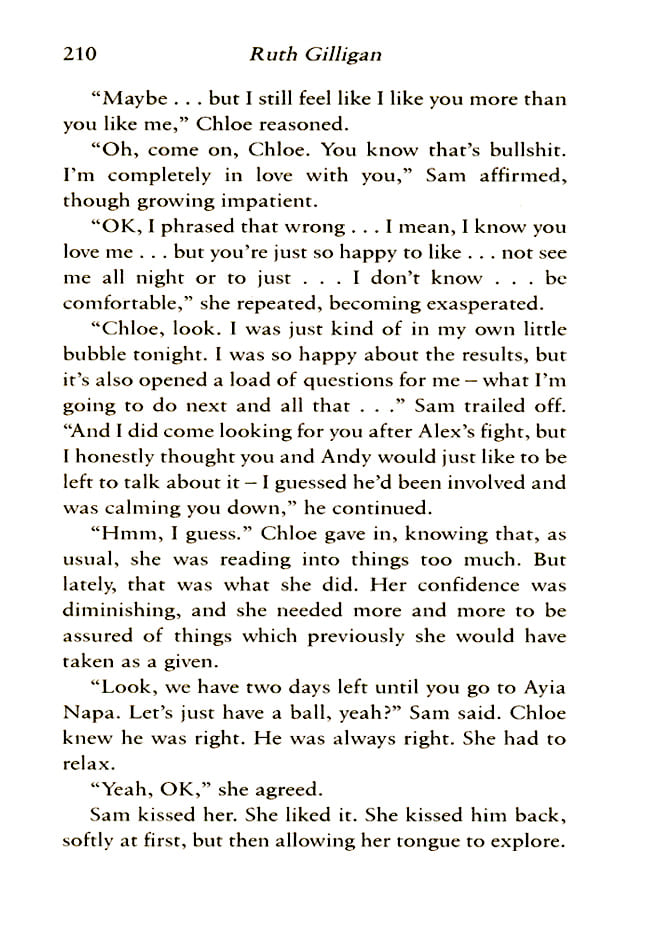 210 Ruth Gilligan
“Maybe . . . but I still feel like I like you more than
you like me,” Chloe reasoned.
“Oh, come on, Chloe. You know that’s bullshit.
I’m completely in love with you,” Sam affirmed,
though growing impatient.
“OK, I phrased that wrong . . . I mean, I know you
love me . . . but you’re just so happy to like . . . not see
me all night or to just . . . I don’t know . . . be
comfortable,” she repeated, becoming exasperated.
“Chloe, look. I was just kind of in my own little
bubble tonight. I was so happy about the results, but
it’s also opened a load of questions for me – what I’m
going to do next and all that . . .” Sam trailed off.
“And I did come looking for you after Alex’s fight, but
I honestly thought you and Andy would just like to be
left to talk about it – I guessed he’d been involved and
was calming you down,” he continued.
“Hmm, I guess.” Chloe gave in, knowing that, as
usual, she was reading into things too much. But
lately, that was what she did. Her confidence was
diminishing, and she needed more and more to be
assured of things which previously she would have
taken as a given.
“Look, we have two days left until you go to Ayia
Napa. Let’s just have a ball, yeah?” Sam said. Chloe
knew he was right. He was always right. She had to
relax.
“Yeah, OK,” she agreed.
Sam kissed her. She liked it. She kissed him back,
softly at first, but then allowing her tongue to explore.